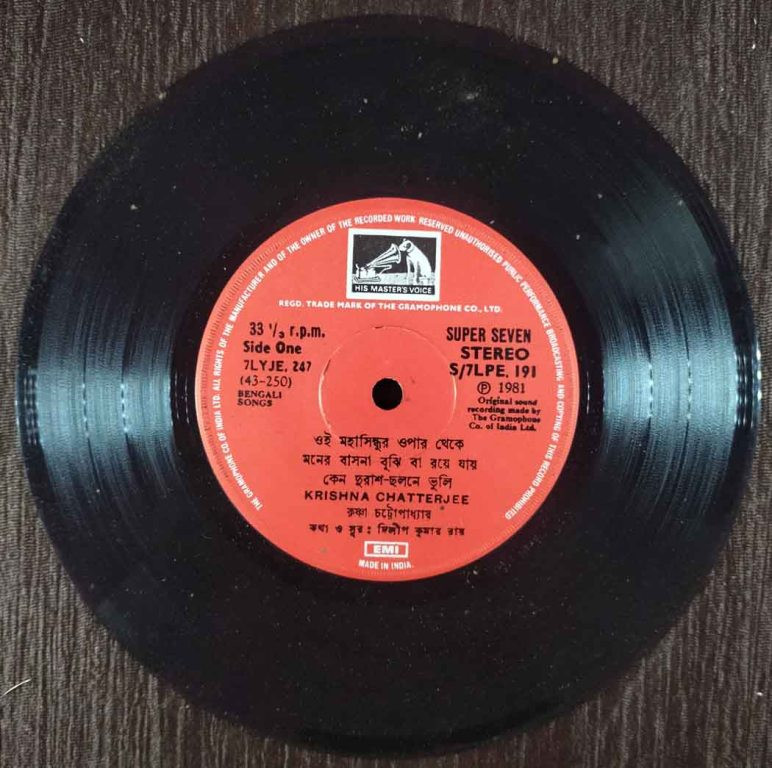 THE GRAMOPHONE CO. OF INDIA LTD. ALL RIGHTS OF THE MANUFACTURER AND OF THE OWNER OF THE RECORDED WORK RESERVED UNAUTHORISED PUBLIC PERFORMANCE BROADCASTING AND COPYING OF THIS RECORD PROHIBITED
HIS MASTER'S VOICE
REGD. TRADE MARK OF THE GRAMOPHONE CO., LTD.
33 1/3 r.p.m.
Side One
7LYJE, 247
(43-250)
BENGALI
SONGS
SUPER SEVEN
STEREO
S/7LPE, 191
Ⓟ 1981
Original sound
recording made by
The Gramophone
Co. of India Ltd.
ওই মহাসিন্ধুর ওপার থেকে
মনের বাসনা বুঝি বা রয়ে যায়
কেন দুরাশ-ছলনে ভুলি
KRISHNA CHATTERJEE
কৃষ্ণা চট্টোপাধ্যায়
কথা ও সুর: দিলীপ কুমার রায়
EMI
MADE IN INDIA.